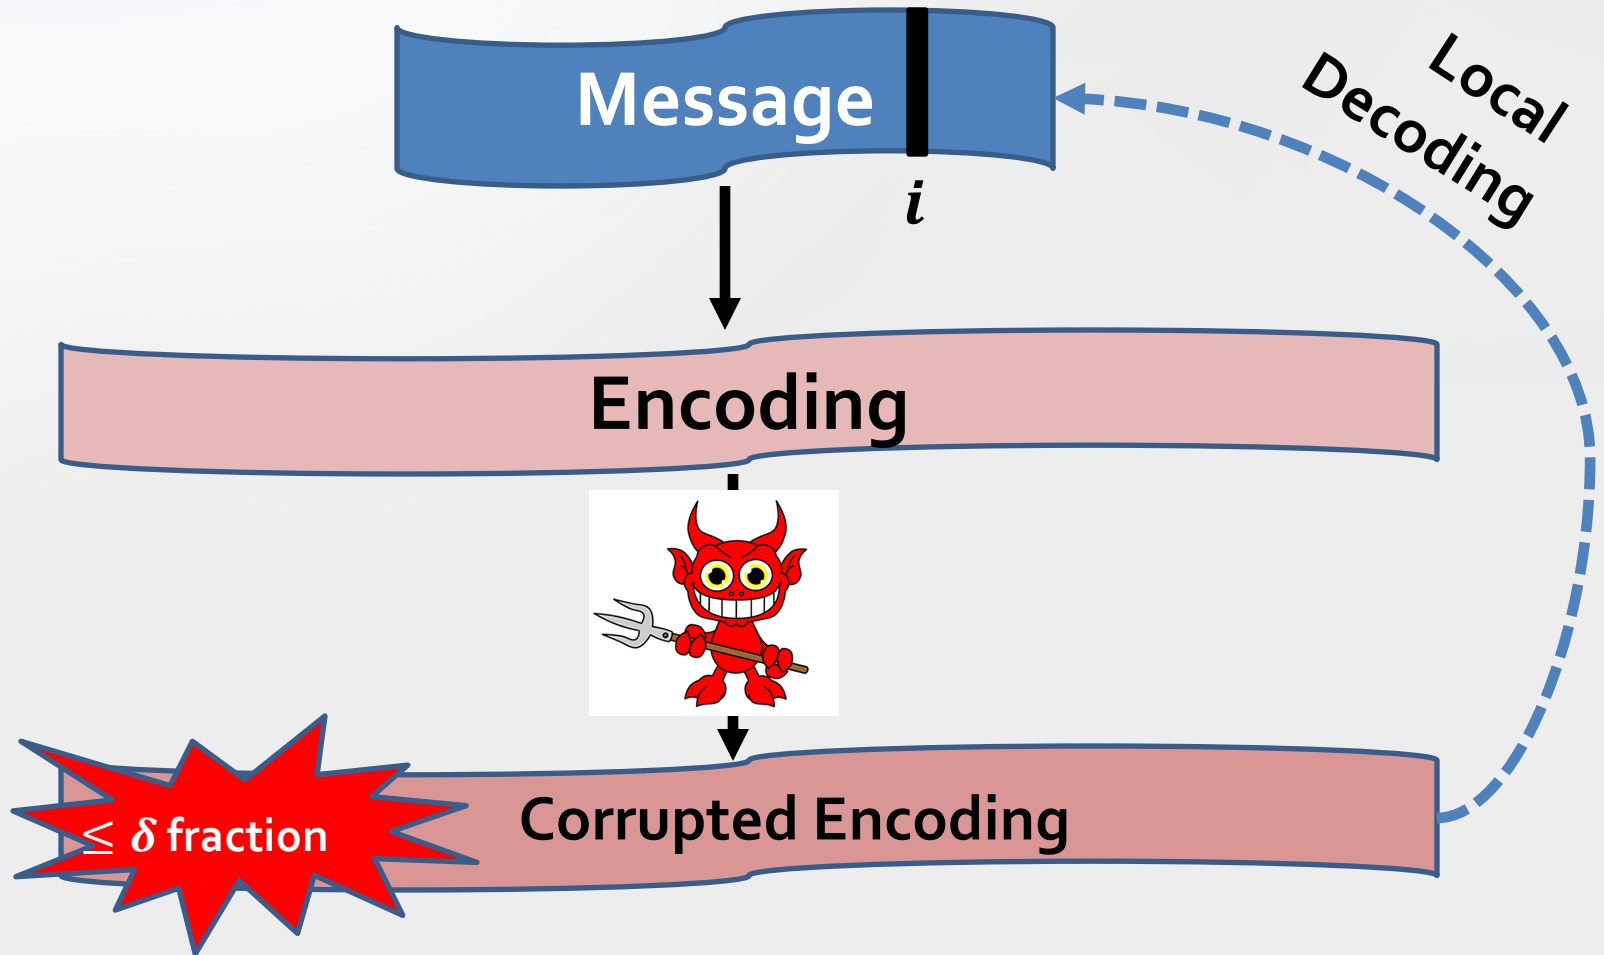 Message
i
Local
Decoding
Encoding
≤ δ fraction
Corrupted Encoding